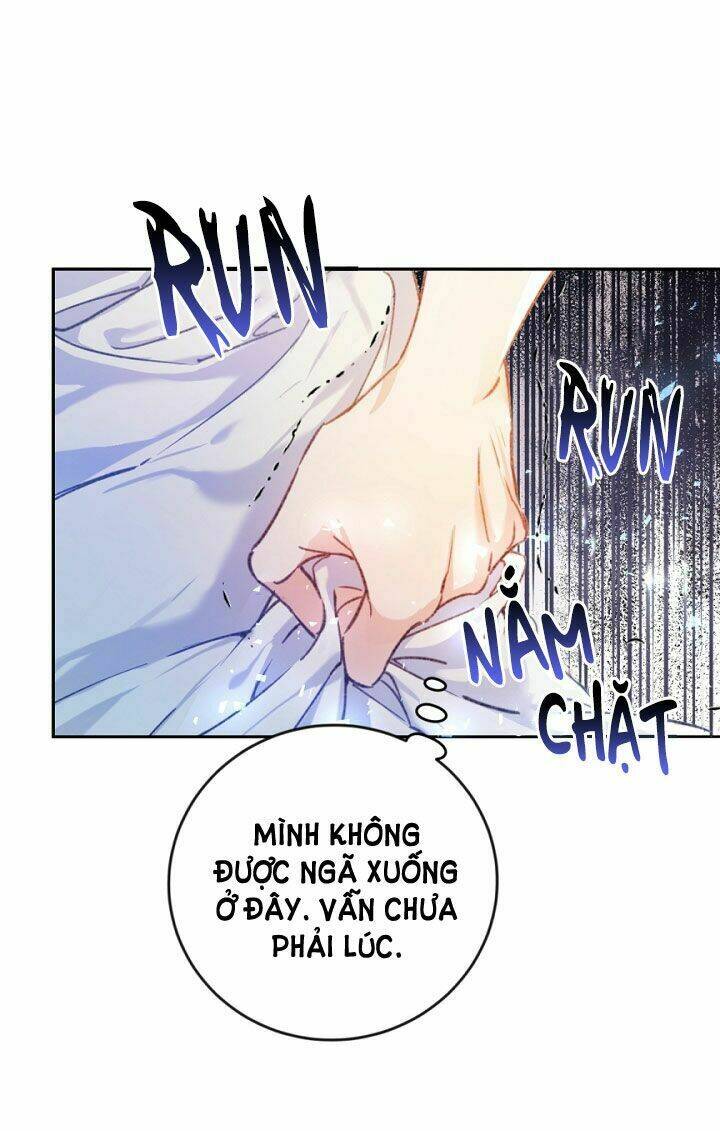 RUN
RUN
NẮM
CHẶT
MÌNH KHÔNG
ĐƯỢC NGÃ XUỐNG
Ở ĐÂY. VẪN CHƯA
PHẢI LÚC.